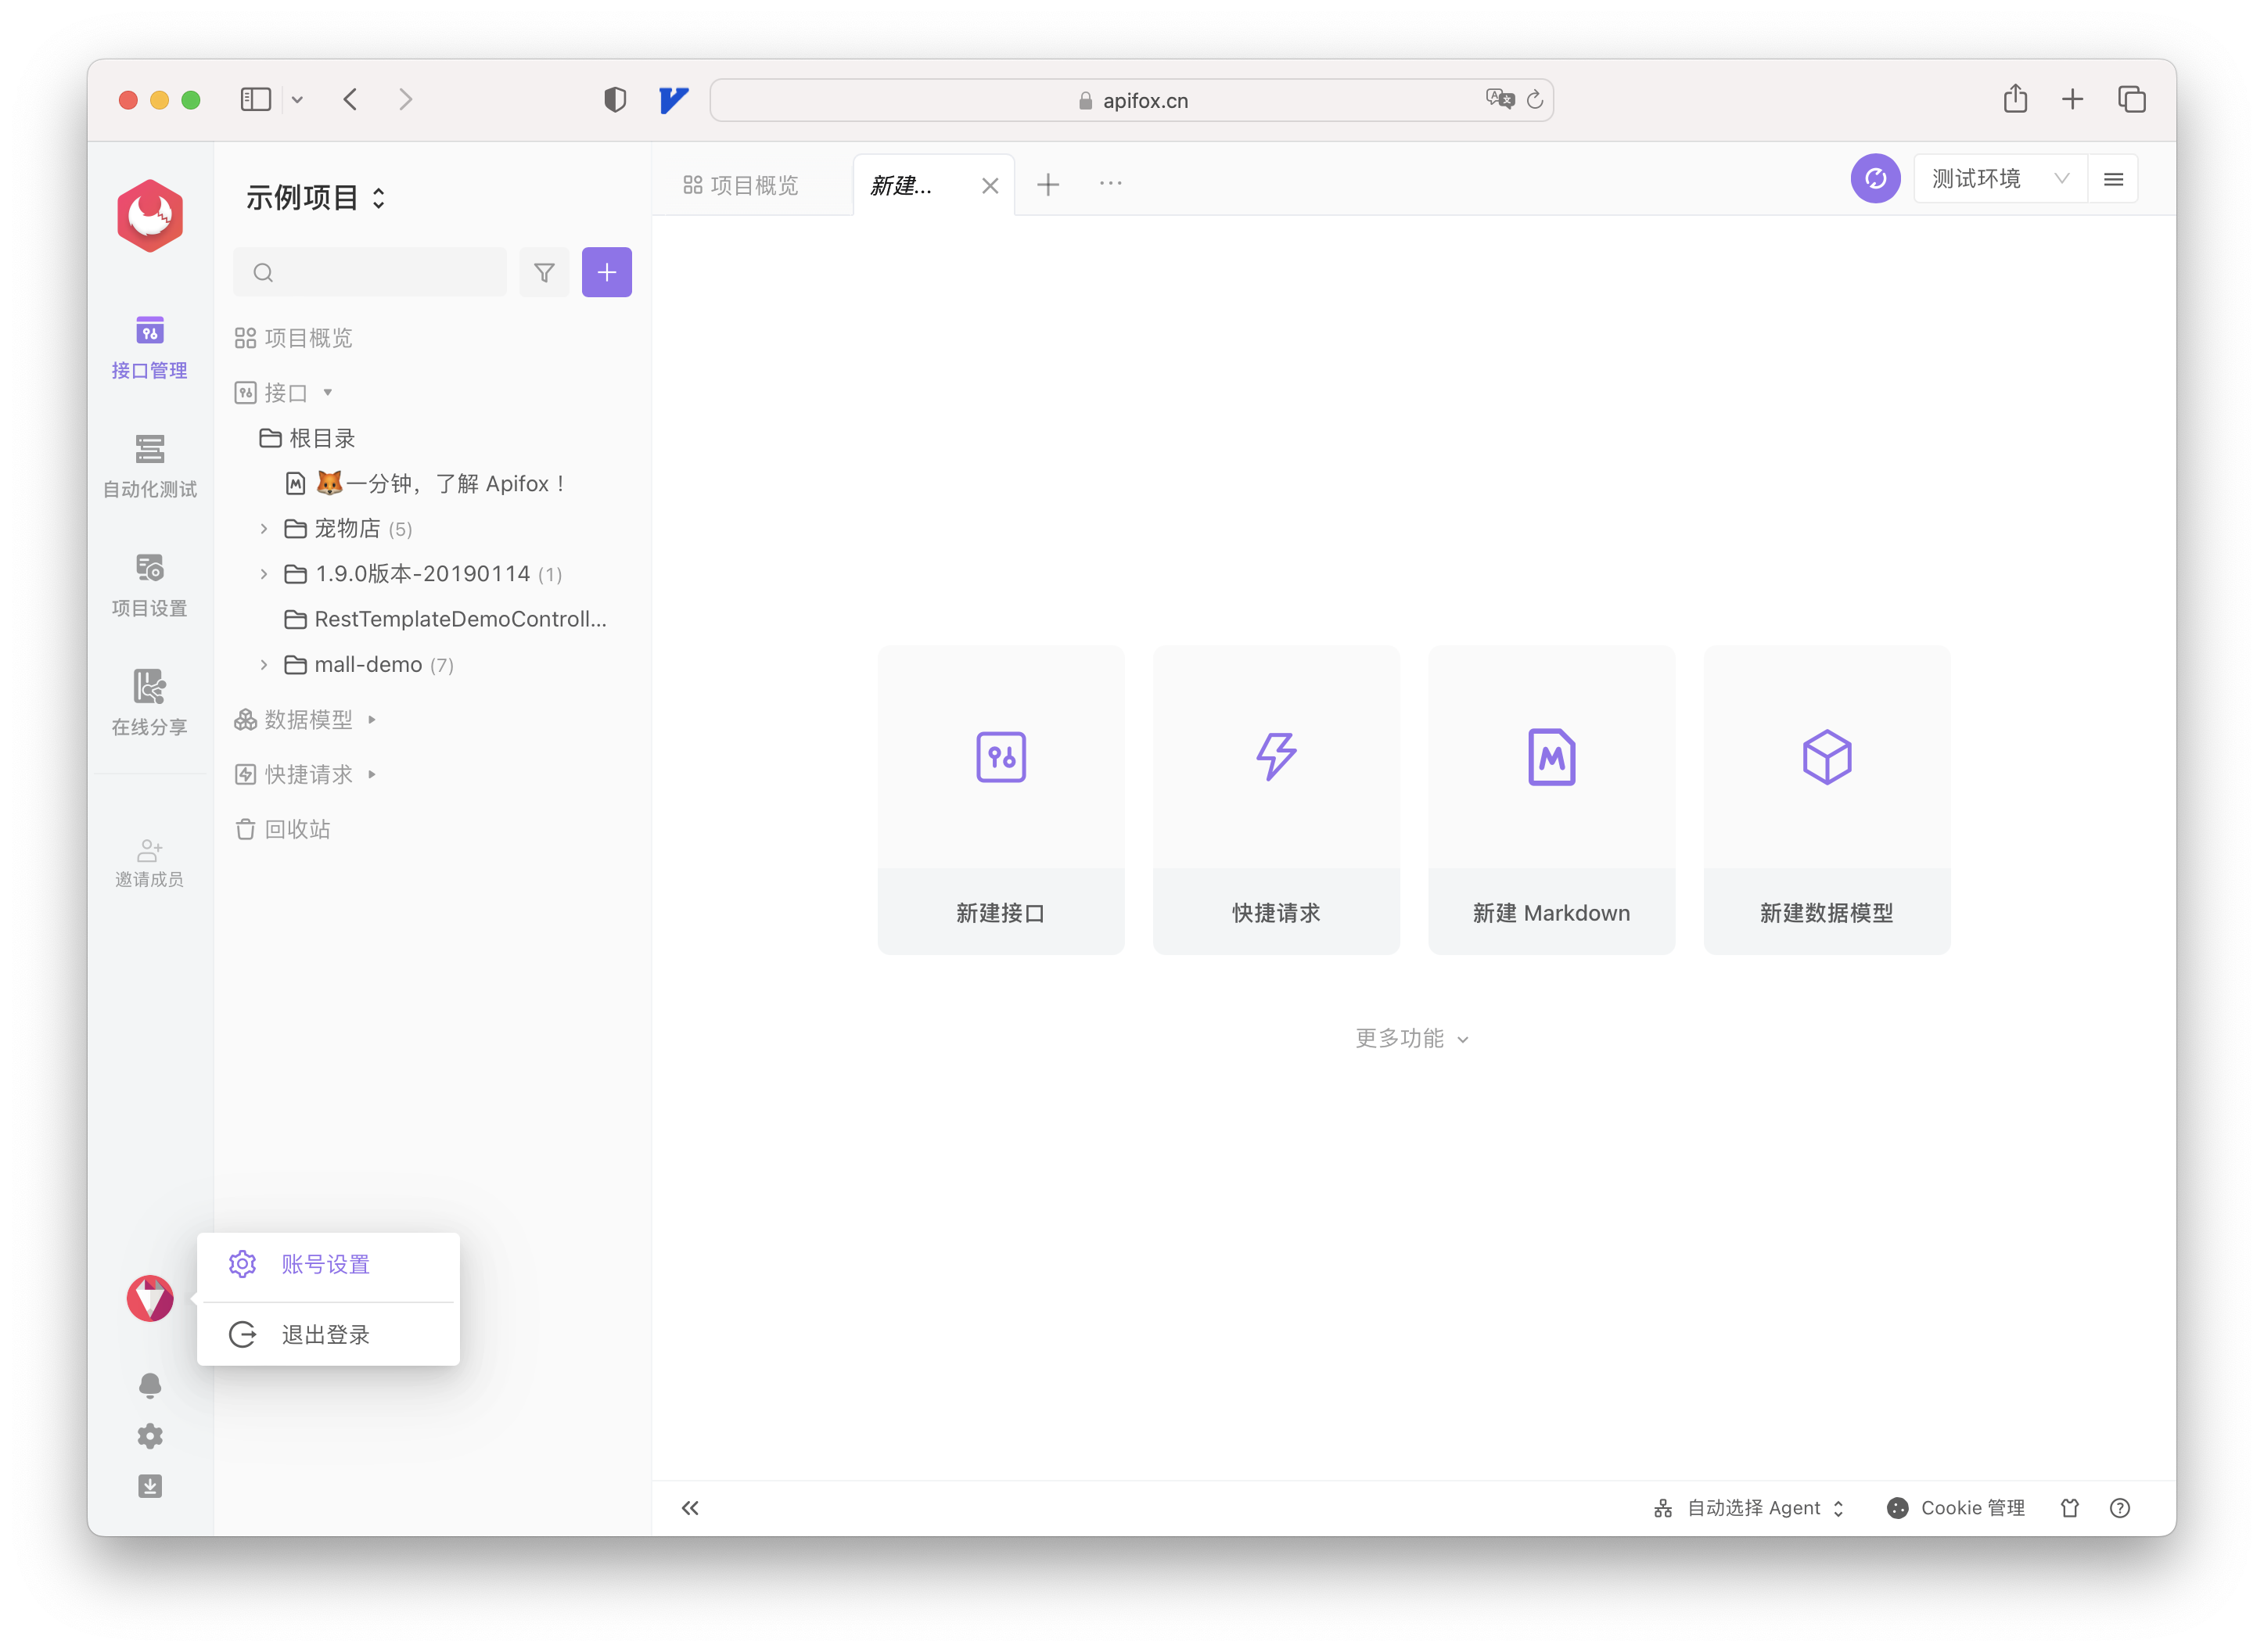 apifox.cn
示例项目
项目概览
新建...
测试环境
接口管理
自动化测试
项目设置
在线分享
邀请成员
项目概览
接口
根目录
🦊一分钟，了解 Apifox！
宠物店 (5)
1.9.0版本-20190114 (1)
RestTemplateDemoControll...
mall-demo (7)
数据模型
快捷请求
回收站
新建接口
快捷请求
新建 Markdown
新建数据模型
更多功能
账号设置
退出登录
自动选择 Agent
Cookie 管理